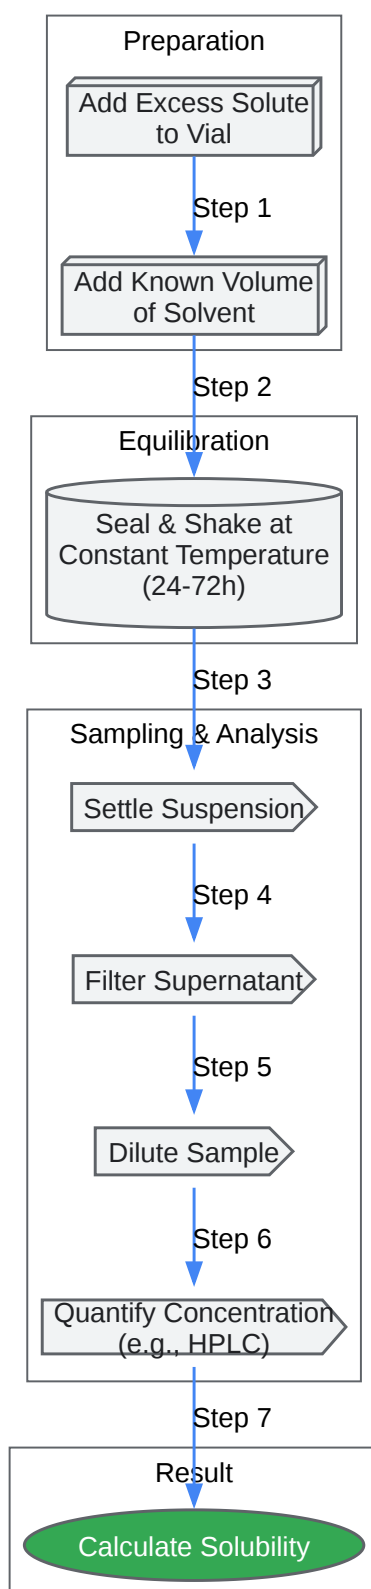 Preparation
Add Excess Solute
to Vial
Step 1
Add Known Volume
of Solvent
Step 2
Equilibration
Seal & Shake at
Constant Temperature
(24-72h)
Step 3
Sampling & Analysis
Settle Suspension
Step 4
Filter Supernatant
Step 5
Dilute Sample
Step 6
Quantify Concentration
(e.g., HPLC)
Step 7
Result
Calculate Solubility